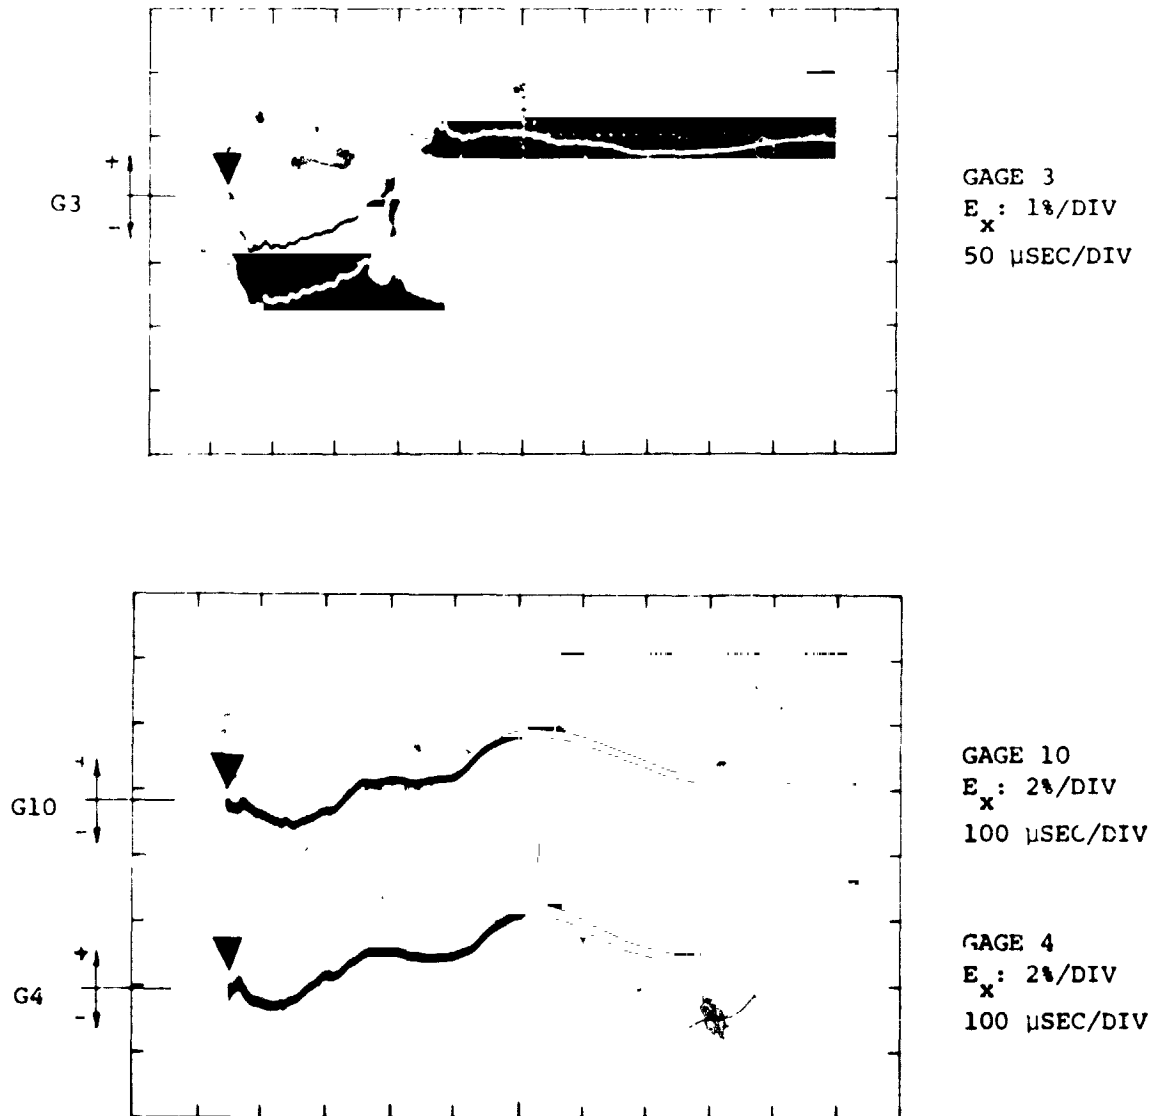 +
G3
-
GAGE 3
Ex: 1%/DIV
50 µSEC/DIV
+
G10
-
GAGE 10
Ex: 2%/DIV
100 µSEC/DIV
+
G4
-
GAGE 4
Ex: 2%/DIV
100 µSEC/DIV